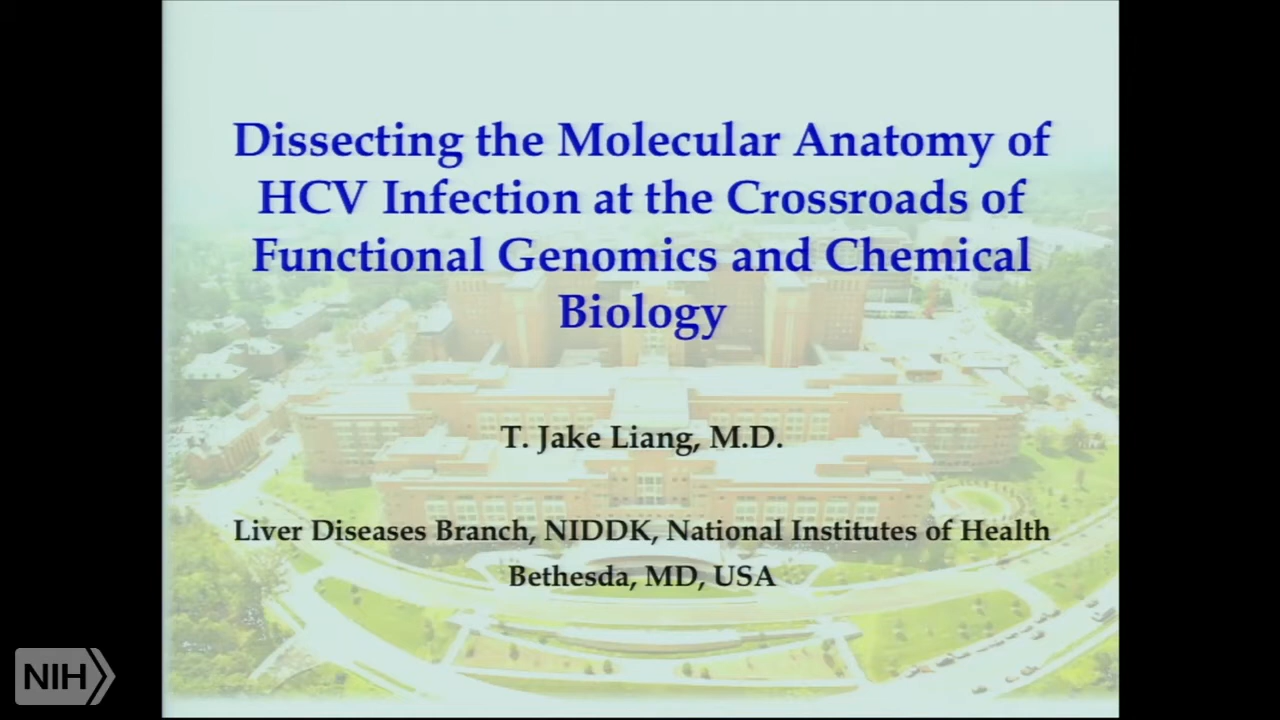 Dissecting the Molecular Anatomy of
HCV Infection at the Crossroads of
Functional Genomics and Chemical
Biology
T. Jake Liang, M.D.
Liver Diseases Branch, NIDDK, National Institutes of Health
Bethesda, MD, USA
NIH